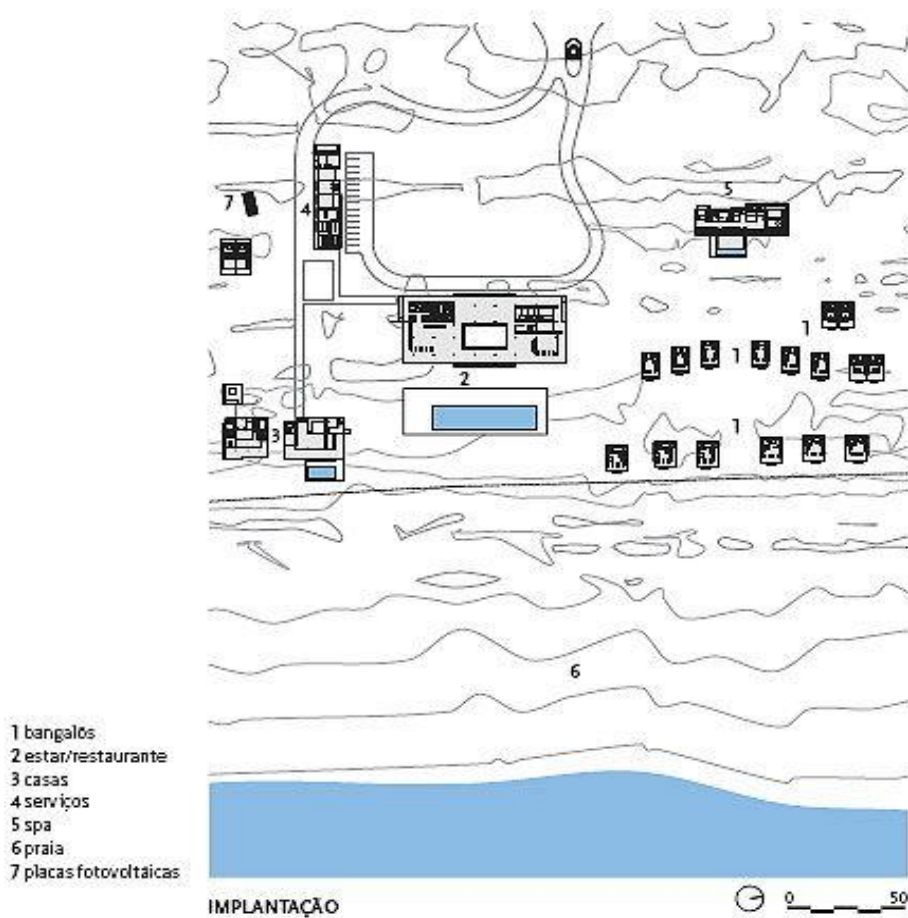 5
7
4
1
1
2
1
3
6
1 bangalôs
2 estar/restaurante
3 casas
4 serviços
5 spa
6 praia
7 placas fotovoltáicas
IMPLANTAÇÃO
0 50